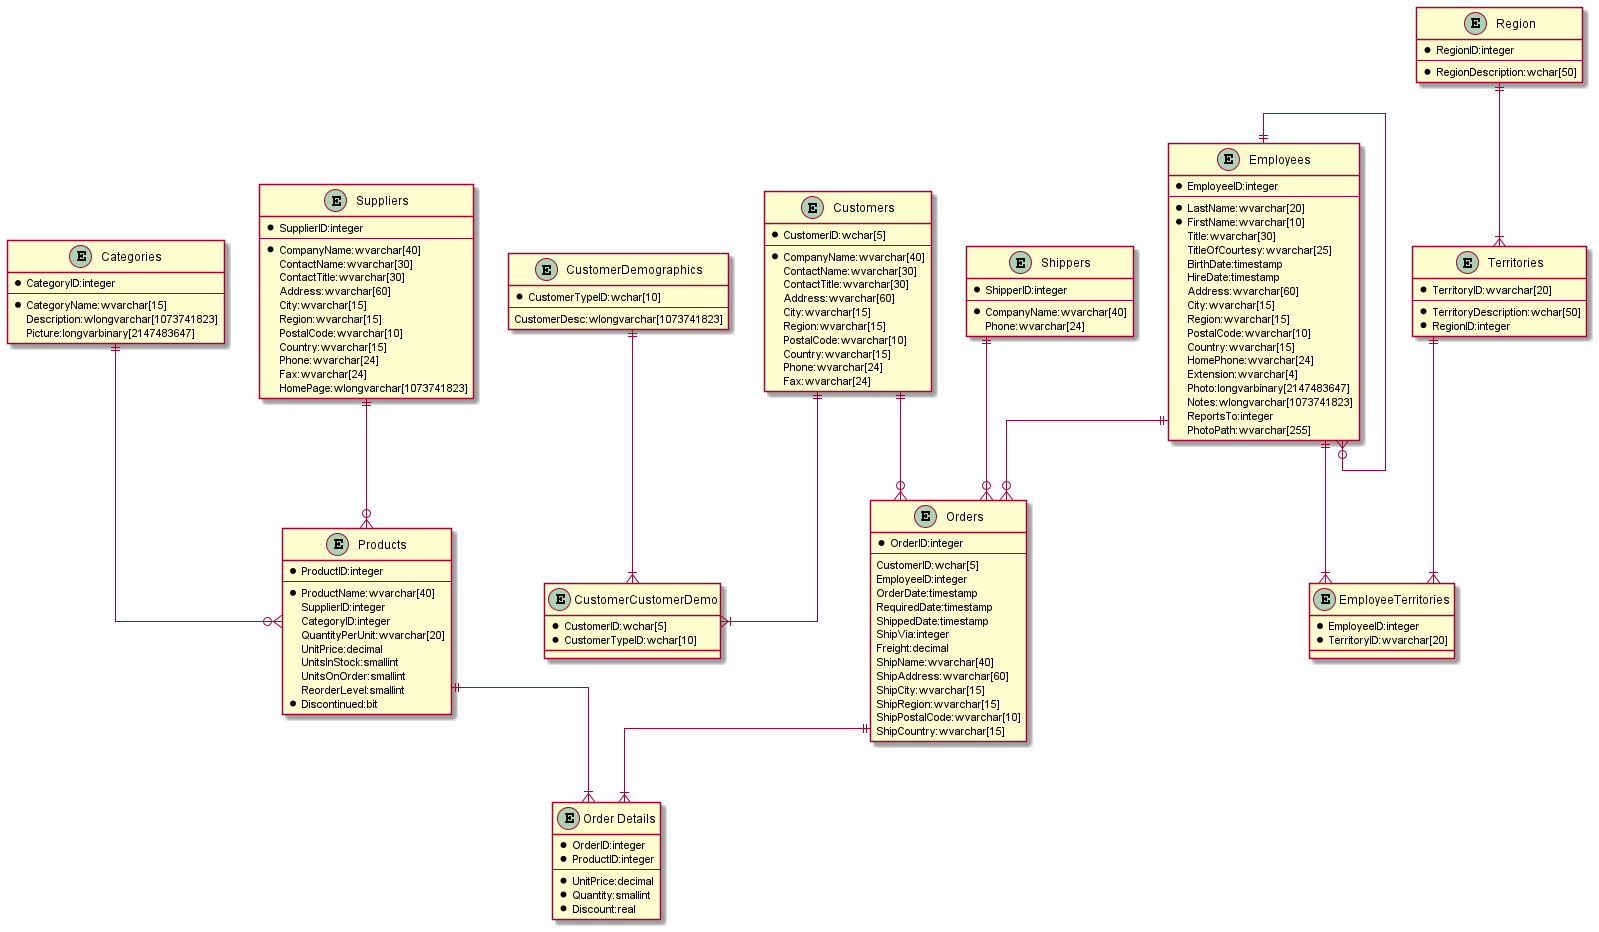 E Region
RegionID:integer
RegionDescription:wchar[50]
E Employees
EmployeeID:integer
LastName:wvarchar[20]
FirstName:wvarchar[10]
Title:wvarchar[30]
TitleOfCourtesy:wvarchar[25]
BirthDate:timestamp
HireDate:timestamp
Address:wvarchar[60]
City:wvarchar[15]
Region:wvarchar[15]
PostalCode:wvarchar[10]
Country:wvarchar[15]
HomePhone:wvarchar[24]
Extension:wvarchar[4]
Photo:longvarbinary[2147483647]
Notes:wlongvarchar[1073741823]
ReportsTo:integer
PhotoPath:wvarchar[255]
E Suppliers
SupplierID:integer
CompanyName:wvarchar[40]
ContactName:wvarchar[30]
ContactTitle:wvarchar[30]
Address:wvarchar[60]
City:wvarchar[15]
Region:wvarchar[15]
PostalCode:wvarchar[10]
Country:wvarchar[15]
Phone:wvarchar[24]
Fax:wvarchar[24]
HomePage:wlongvarchar[1073741823]
E Customers
CustomerID:wchar[5]
CompanyName:wvarchar[40]
ContactName:wvarchar[30]
ContactTitle:wvarchar[30]
Address:wvarchar[60]
City:wvarchar[15]
Region:wvarchar[15]
PostalCode:wvarchar[10]
Country:wvarchar[15]
Phone:wvarchar[24]
Fax:wvarchar[24]
E Categories
CategoryID:integer
CategoryName:wvarchar[15]
Description:wlongvarchar[1073741823]
Picture:longvarbinary[2147483647]
E CustomerDemographics
CustomerTypeID:wchar[10]
CustomerDesc:wlongvarchar[1073741823]
E Shippers
ShipperID:integer
CompanyName:wvarchar[40]
Phone:wvarchar[24]
E Territories
TerritoryID:wvarchar[20]
TerritoryDescription:wchar[50]
RegionID:integer
E Products
ProductID:integer
ProductName:wvarchar[40]
SupplierID:integer
CategoryID:integer
QuantityPerUnit:wvarchar[20]
UnitPrice:decimal
UnitsInStock:smallint
UnitsOnOrder:smallint
ReorderLevel:smallint
Discontinued:bit
E CustomerCustomerDemo
CustomerID:wchar[5]
CustomerTypeID:wchar[10]
E Orders
OrderID:integer
CustomerID:wchar[5]
EmployeeID:integer
OrderDate:timestamp
RequiredDate:timestamp
ShippedDate:timestamp
ShipVia:integer
Freight:decimal
ShipName:wvarchar[40]
ShipAddress:wvarchar[60]
ShipCity:wvarchar[15]
ShipRegion:wvarchar[15]
ShipPostalCode:wvarchar[10]
ShipCountry:wvarchar[15]
E EmployeeTerritories
EmployeeID:integer
TerritoryID:wvarchar[20]
E Order Details
OrderID:integer
ProductID:integer
UnitPrice:decimal
Quantity:smallint
Discount:real